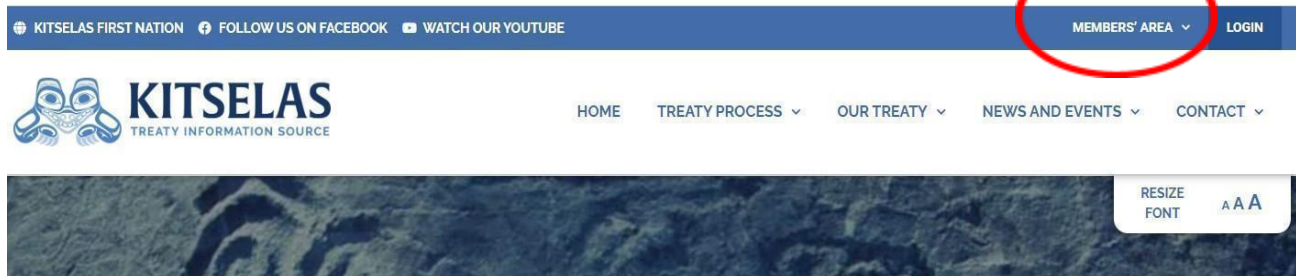 KITSELAS FIRST NATION FOLLOW US ON FACEBOOK WATCH OUR YOUTUBE MEMBERS' AREA LOGIN
KITSELAS
TREATY INFORMATION SOURCE
HOME TREATY PROCESS OUR TREATY NEWS AND EVENTS CONTACT
RESIZE
FONT
A A A